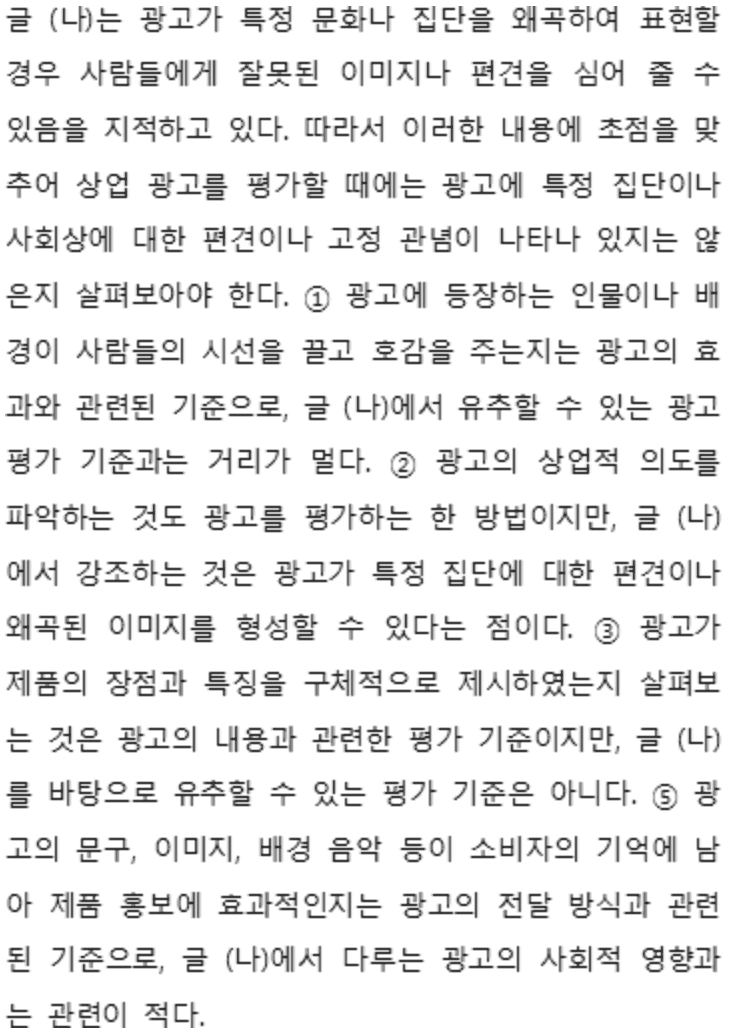 글 (나)는 광고가 특정 문화나 집단을 왜곡하여 표현할
경우 사람들에게 잘못된 이미지나 편견을 심어 줄 수
있음을 지적하고 있다. 따라서 이러한 내용에 초점을 맞
추어 상업 광고를 평가할 때에는 광고에 특정 집단이나
사회상에 대한 편견이나 고정 관념이 나타나 있지는 않
은지 살펴보아야 한다. ① 광고에 등장하는 인물이나 배
경이 사람들의 시선을 끌고 호감을 주는지는 광고의 효
과와 관련된 기준으로, 글 (나)에서 유추할 수 있는 광고
평가 기준과는 거리가 멀다. ② 광고의 상업적 의도를
파악하는 것도 광고를 평가하는 한 방법이지만, 글 (나)
에서 강조하는 것은 광고가 특정 집단에 대한 편견이나
왜곡된 이미지를 형성할 수 있다는 점이다. ③ 광고가
제품의 장점과 특징을 구체적으로 제시하였는지 살펴보
는 것은 광고의 내용과 관련한 평가 기준이지만, 글 (나)
를 바탕으로 유추할 수 있는 평가 기준은 아니다. ⑤ 광
고의 문구, 이미지, 배경 음악 등이 소비자의 기억에 남
아 제품 홍보에 효과적인지는 광고의 전달 방식과 관련
된 기준으로, 글 (나)에서 다루는 광고의 사회적 영향과
는 관련이 적다.